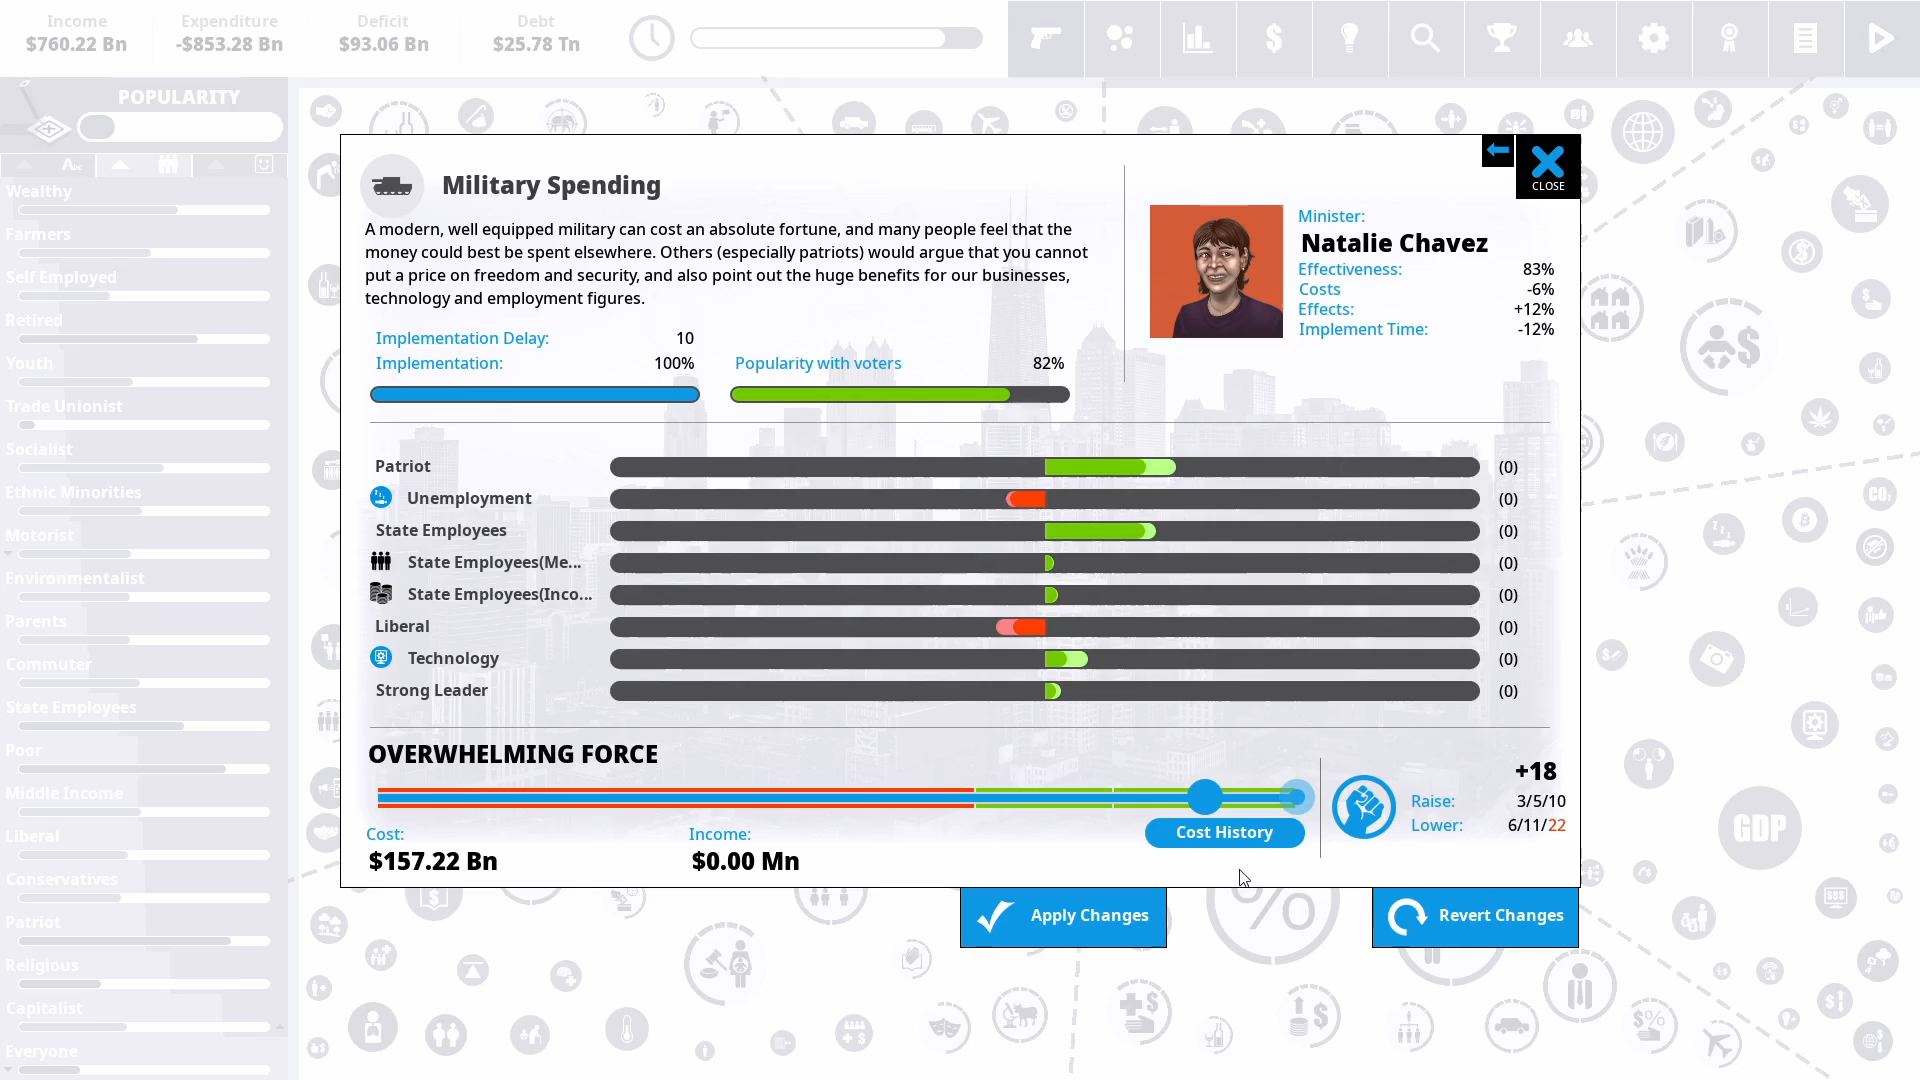 Income
$760.22 Bn
Expenditure
-$853.28 Bn
Deficit
$93.06 Bn
Debt
$25.78 Tn
POPULARITY
Wealthy
Farmers
Self Employed
Retired
Youth
Trade Unionist
Socialist
Ethnic Minorities
Motorist
Environmentalist
Parents
Commuter
State Employees
Poor
Middle Income
Liberal
Conservatives
Patriot
Religious
Capitalist
Everyone
Military Spending
A modern, well equipped military can cost an absolute fortune, and many people feel that the
money could best be spent elsewhere. Others (especially patriots) would argue that you cannot
put a price on freedom and security, and also point out the huge benefits for our businesses,
technology and employment figures.
Implementation Delay: 10
Implementation: 100%
Popularity with voters 82%
CLOSE
Minister:
Natalie Chavez
Effectiveness: 83%
Costs -6%
Effects: +12%
Implement Time: -12%
Patriot (0)
Unemployment (0)
State Employees (0)
State Employees(Me... (0)
State Employees(Inco... (0)
Liberal (0)
Technology (0)
Strong Leader (0)
OVERWHELMING FORCE
Cost:
$157.22 Bn
Income:
$0.00 Mn
Cost History
+18
Raise: 3/5/10
Lower: 6/11/22
Apply Changes
Revert Changes
CO₂
GDP